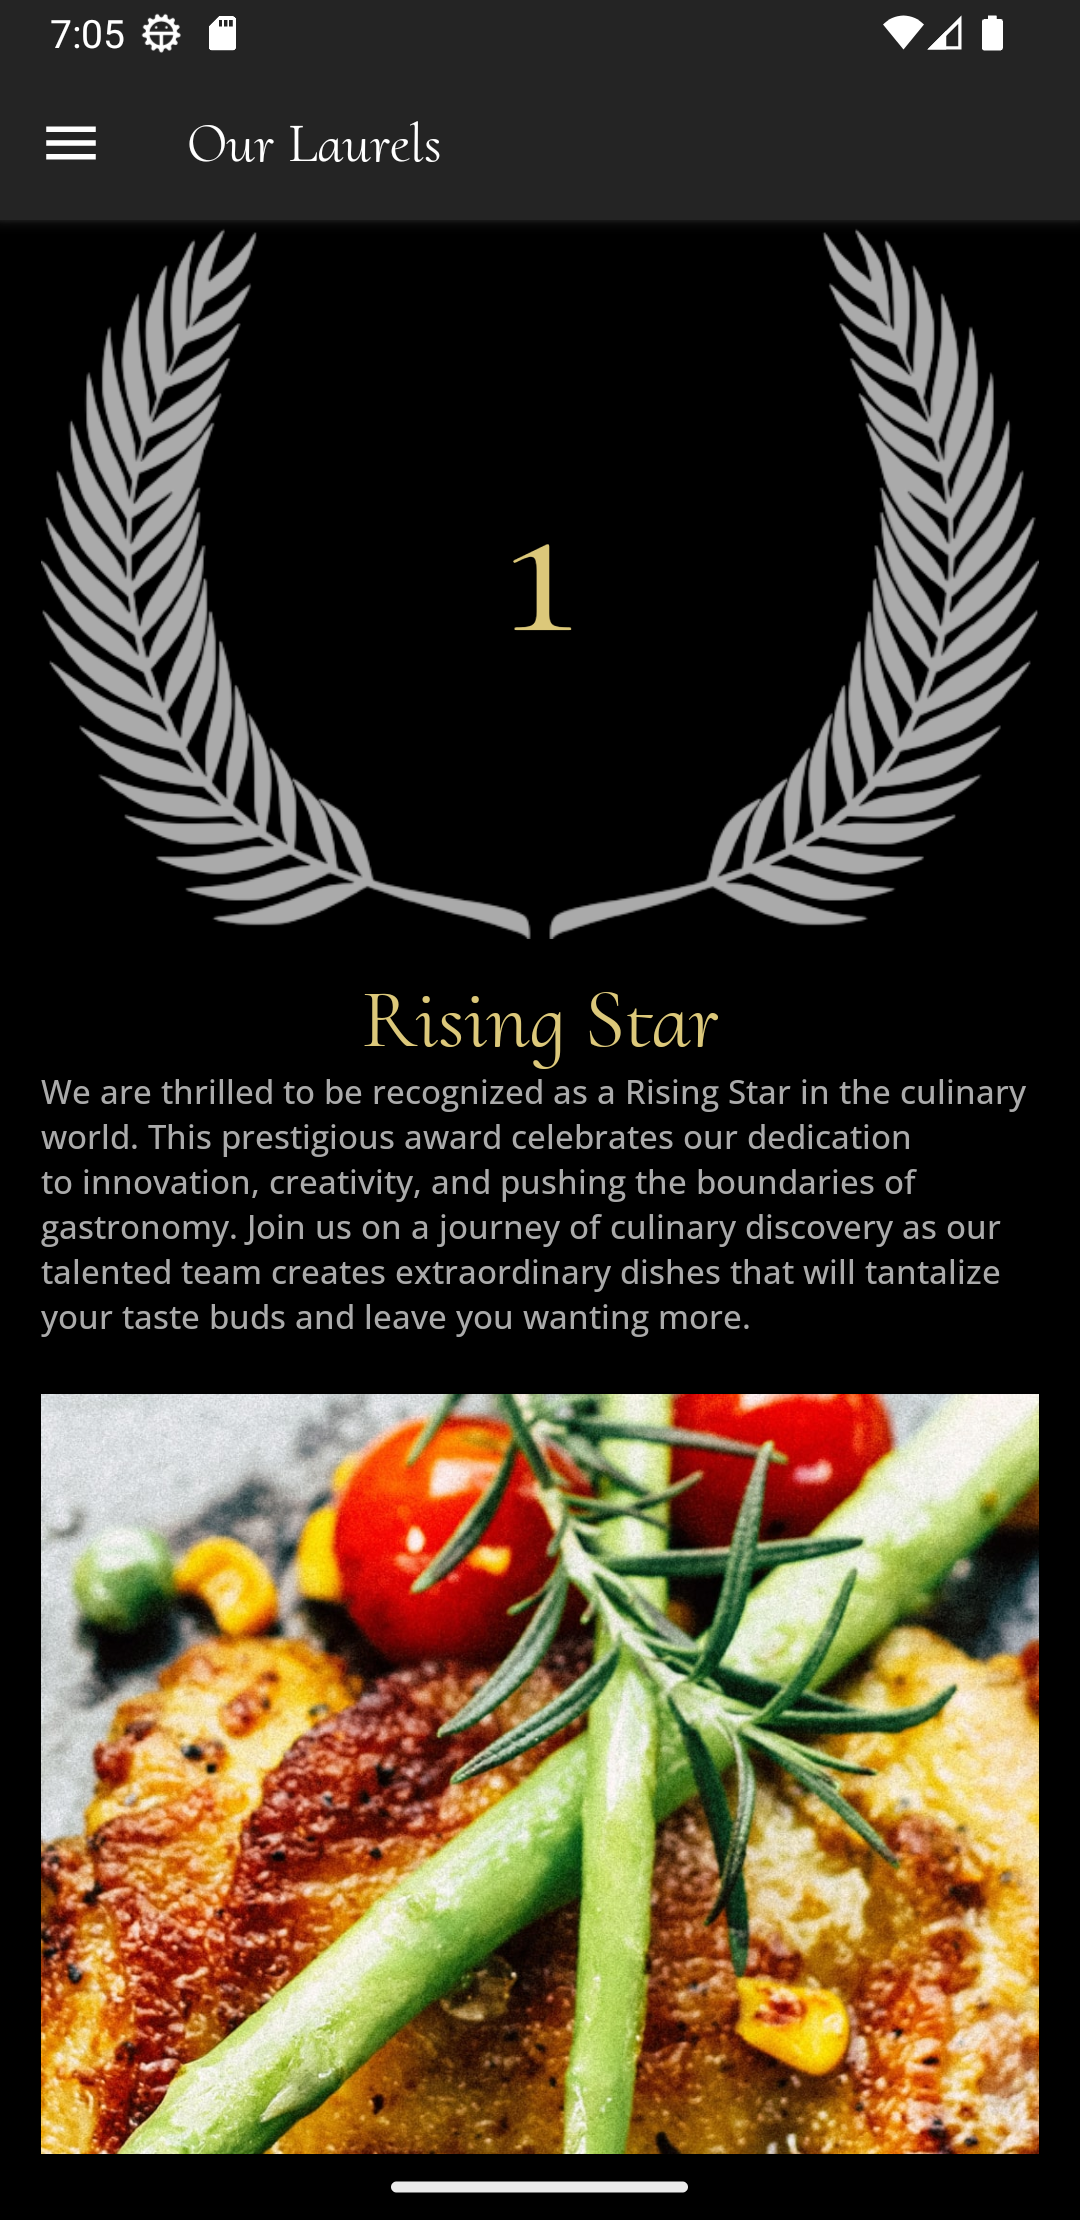 7:05
Our Laurels
1
Rising Star
We are thrilled to be recognized as a Rising Star in the culinary
world. This prestigious award celebrates our dedication
to innovation, creativity, and pushing the boundaries of
gastronomy. Join us on a journey of culinary discovery as our
talented team creates extraordinary dishes that will tantalize
your taste buds and leave you wanting more.